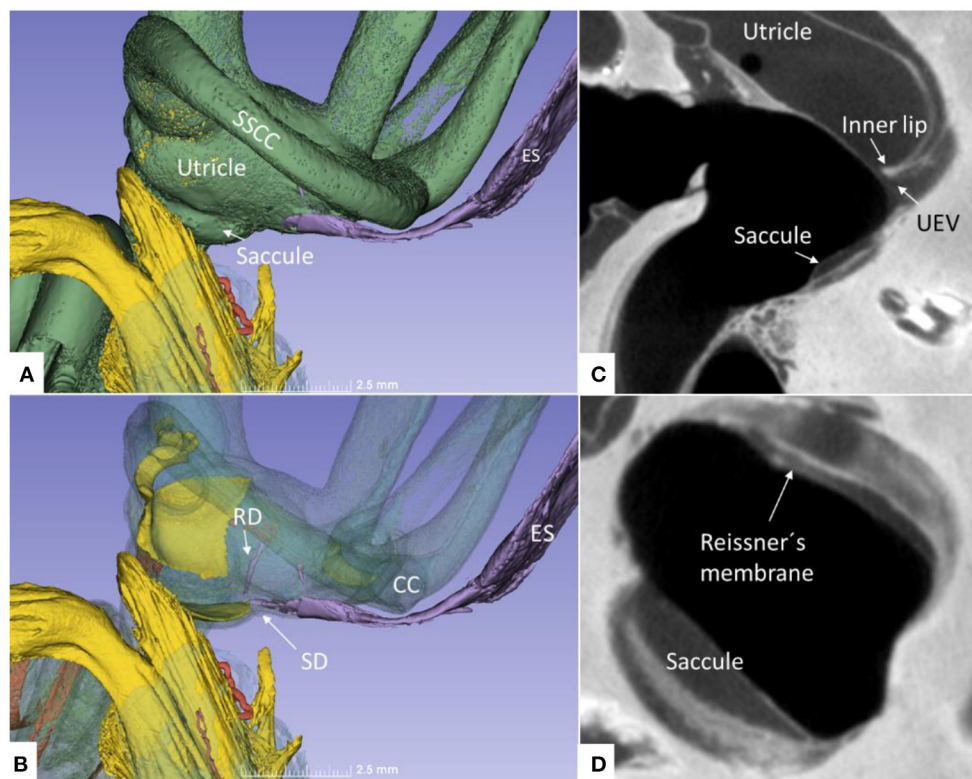 SSCC
Utricle
ES
Saccule
2.5 mm
A
Utricle
Inner lip
UEV
Saccule
C
RD
ES
CC
SD
2.5 mm
B
Reissner´s
membrane
Saccule
D